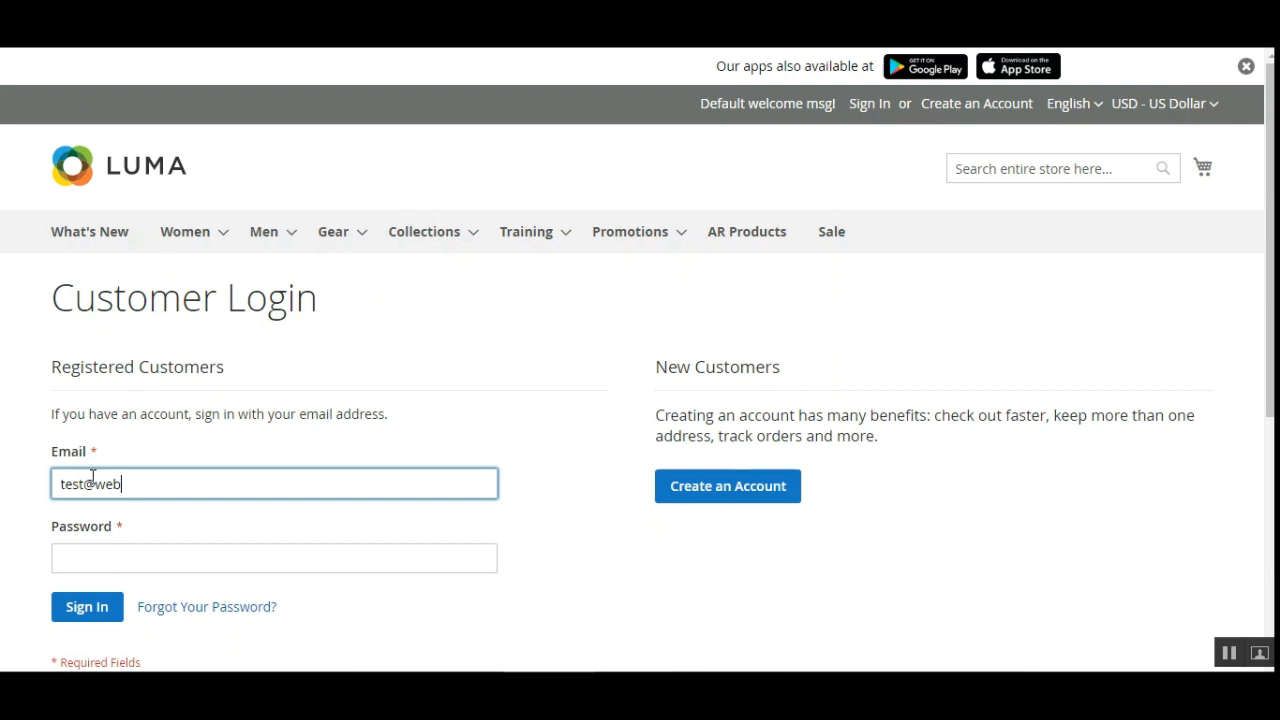 Our apps also available at GET IT ON Google Play Download on the App Store
Default welcome msg! Sign In or Create an Account English USD - US Dollar
LUMA
Search entire store here...
What's New Women Men Gear Collections Training Promotions AR Products Sale
Customer Login
Registered Customers
If you have an account, sign in with your email address.
Email *
test@web
Password *
Sign In Forgot Your Password?
* Required Fields
New Customers
Creating an account has many benefits: check out faster, keep more than one
address, track orders and more.
Create an Account